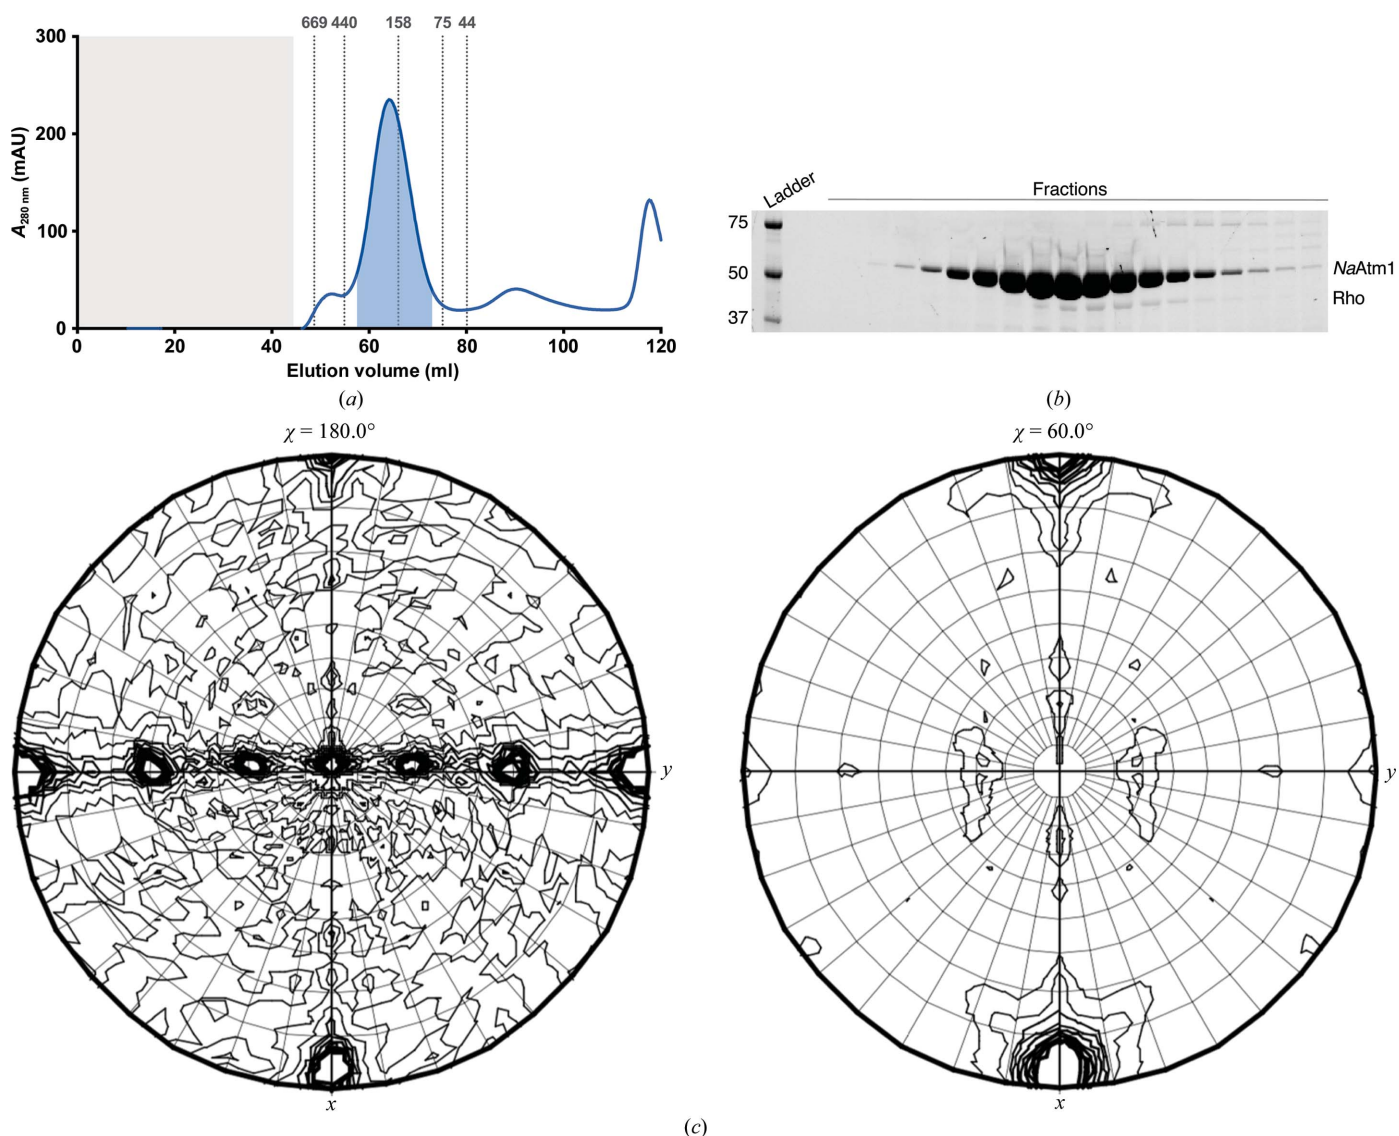 669 440 158 75 44
300
200
100
0
A280 nm (mAU)
0 20 40 60 80 100 120
Elution volume (ml)
(a)
Ladder
Fractions
75
50
37
NaAtm1
Rho
(b)
χ = 180.0°
y
x
χ = 60.0°
y
x
(c)